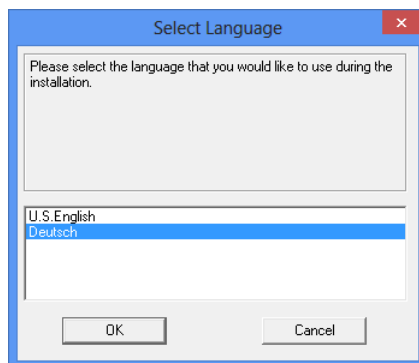 Select Language
Please select the language that you would like to use during the
installation.
U.S.English
Deutsch
OK
Cancel